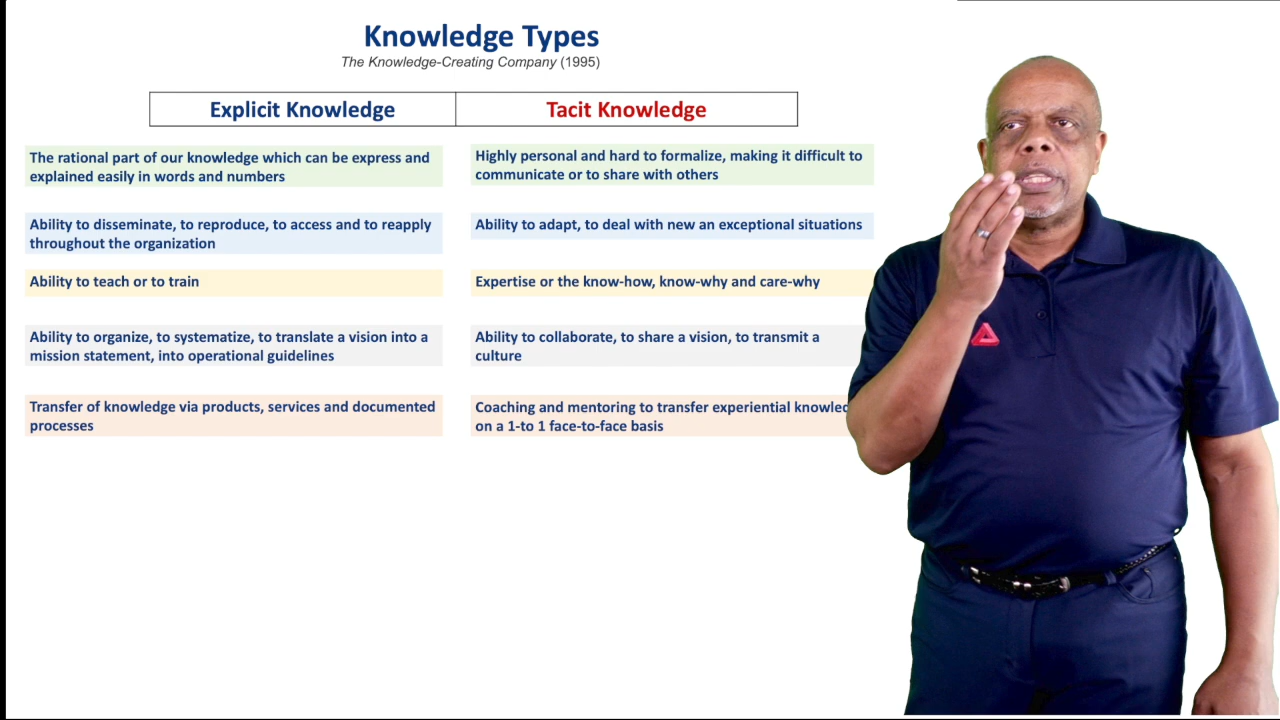 Knowledge Types
The Knowledge-Creating Company (1995)
Explicit Knowledge
Tacit Knowledge
The rational part of our knowledge which can be express and
explained easily in words and numbers
Highly personal and hard to formalize, making it difficult to
communicate or to share with others
Ability to disseminate, to reproduce, to access and to reapply
throughout the organization
Ability to adapt, to deal with new an exceptional situations
Ability to teach or to train
Expertise or the know-how, know-why and care-why
Ability to organize, to systematize, to translate a vision into a
mission statement, into operational guidelines
Ability to collaborate, to share a vision, to transmit a
culture
Transfer of knowledge via products, services and documented
processes
Coaching and mentoring to transfer experiential
on a 1-to 1 face-to-face basis